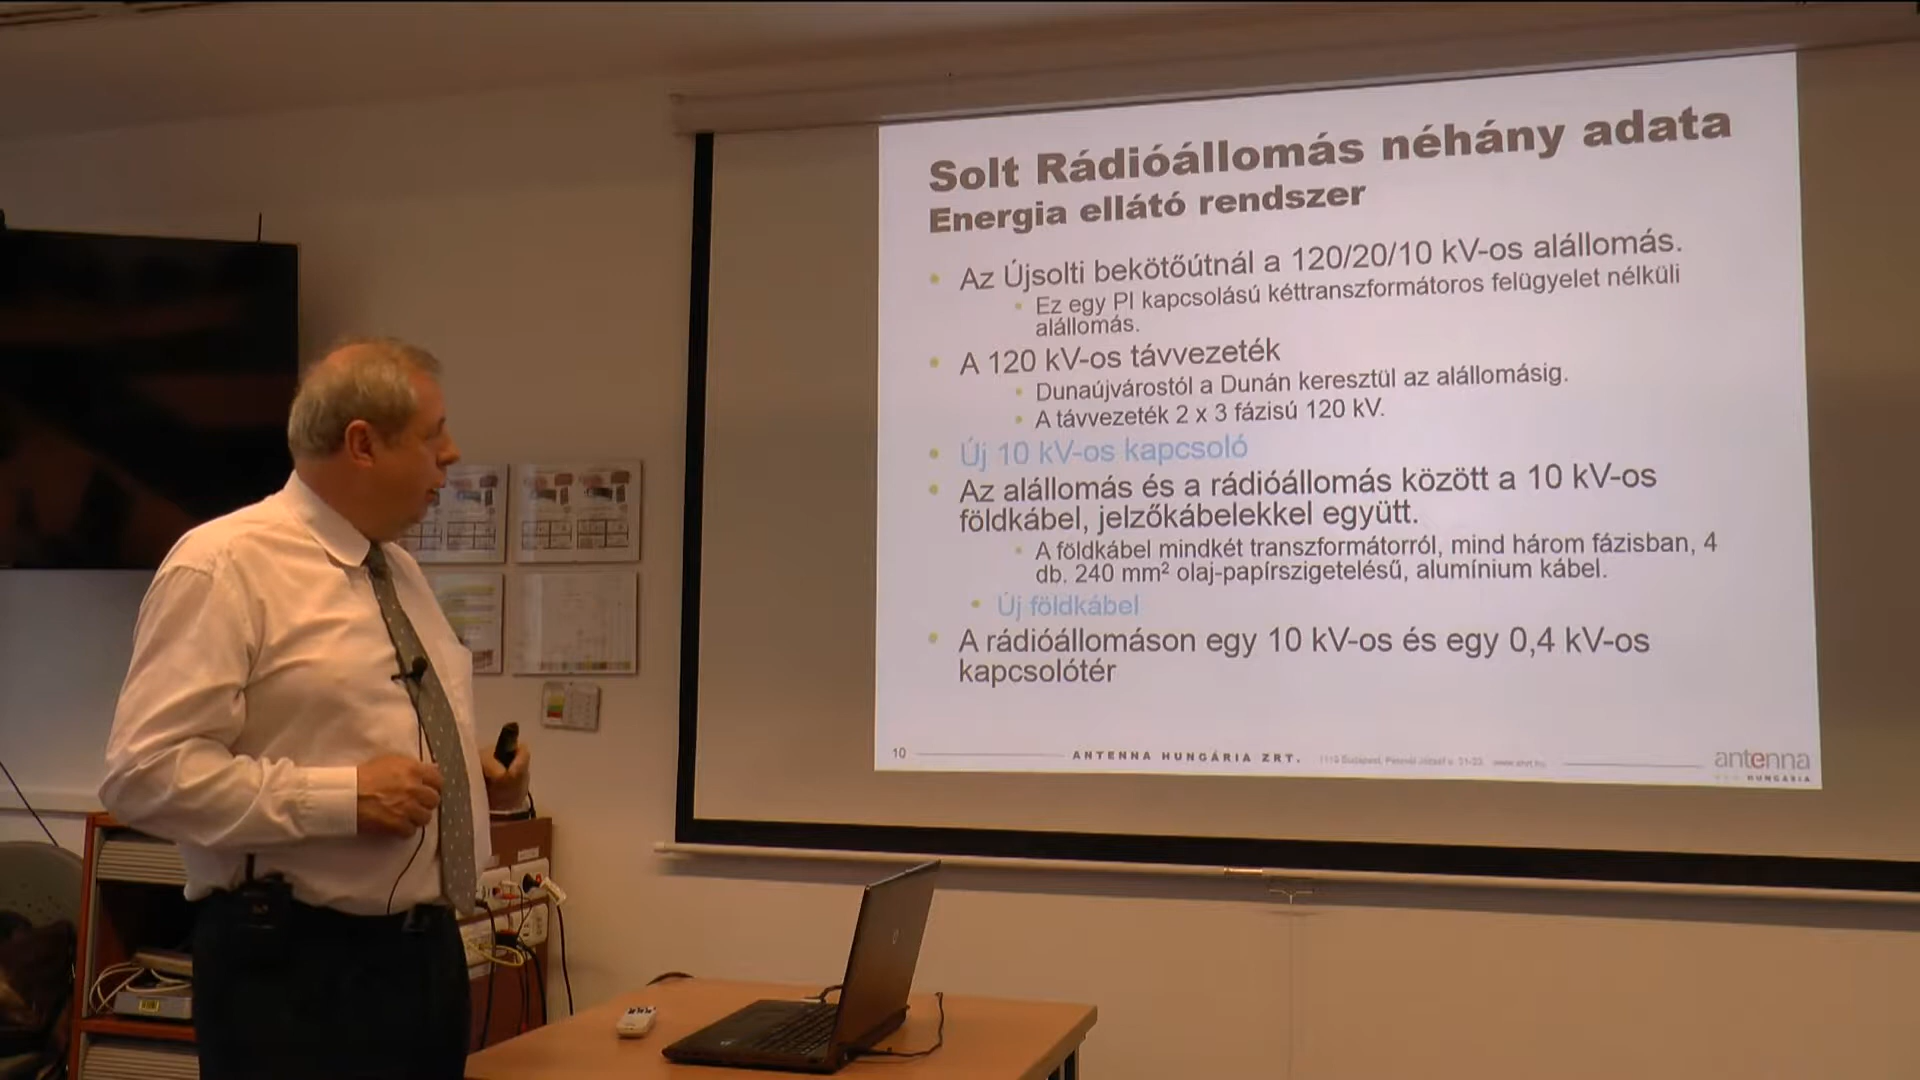 Solt Rádióállomás néhány adata
Energia ellátó rendszer
Az Újsolti bekötőútnál a 120/20/10 kV-os alállomás.
Ez egy PI kapcsolású kéttranszformátoros felügyelet nélküli
alállomás.
A 120 kV-os távvezeték
Dunaújvárostól a Dunán keresztül az alállomásig.
A távvezeték 2 x 3 fázisú 120 kV.
Új 10 kV-os kapcsoló
Az alállomás és a rádióállomás között a 10 kV-os
földkábel, jelzőkábelekkel együtt.
A földkábel mindkét transzformátorról, mind három fázisban, 4
db. 240 mm² olaj-papírszigetelésű, alumínium kábel.
Új földkábel
A rádióállomáson egy 10 kV-os és egy 0,4 kV-os
kapcsolótér
10
ANTENNA HUNGÁRIA ZRT.
antenna
HUNGÁRIA